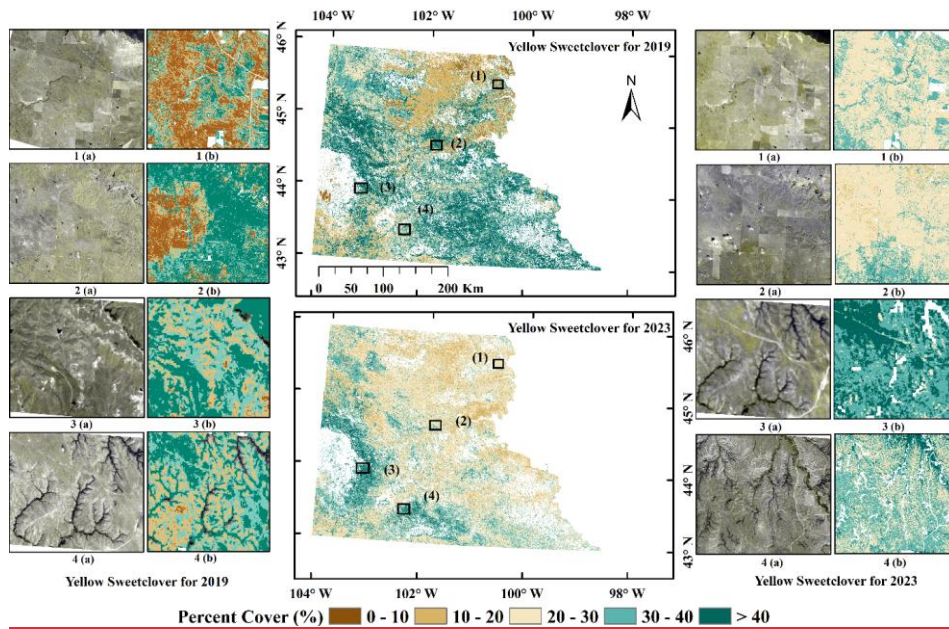 104° W 102° W 100° W 98° W
46° N
45° N
44° N
43° N
Yellow Sweetclover for 2019
N
(1)
(2)
(3)
(4)
0 50 100 200 Km
1 (a) 1 (b)
2 (a) 2 (b)
3 (a) 3 (b)
4 (a) 4 (b)
Yellow Sweetclover for 2019
Yellow Sweetclover for 2023
(1)
(2)
(3)
(4)
46° N
45° N
44° N
43° N
104° W 102° W 100° W 98° W
1 (a) 1 (b)
2 (a) 2 (b)
3 (a) 3 (b)
4 (a) 4 (b)
Yellow Sweetclover for 2023
Percent Cover (%) 0 - 10 10 - 20 20 - 30 30 - 40 > 40